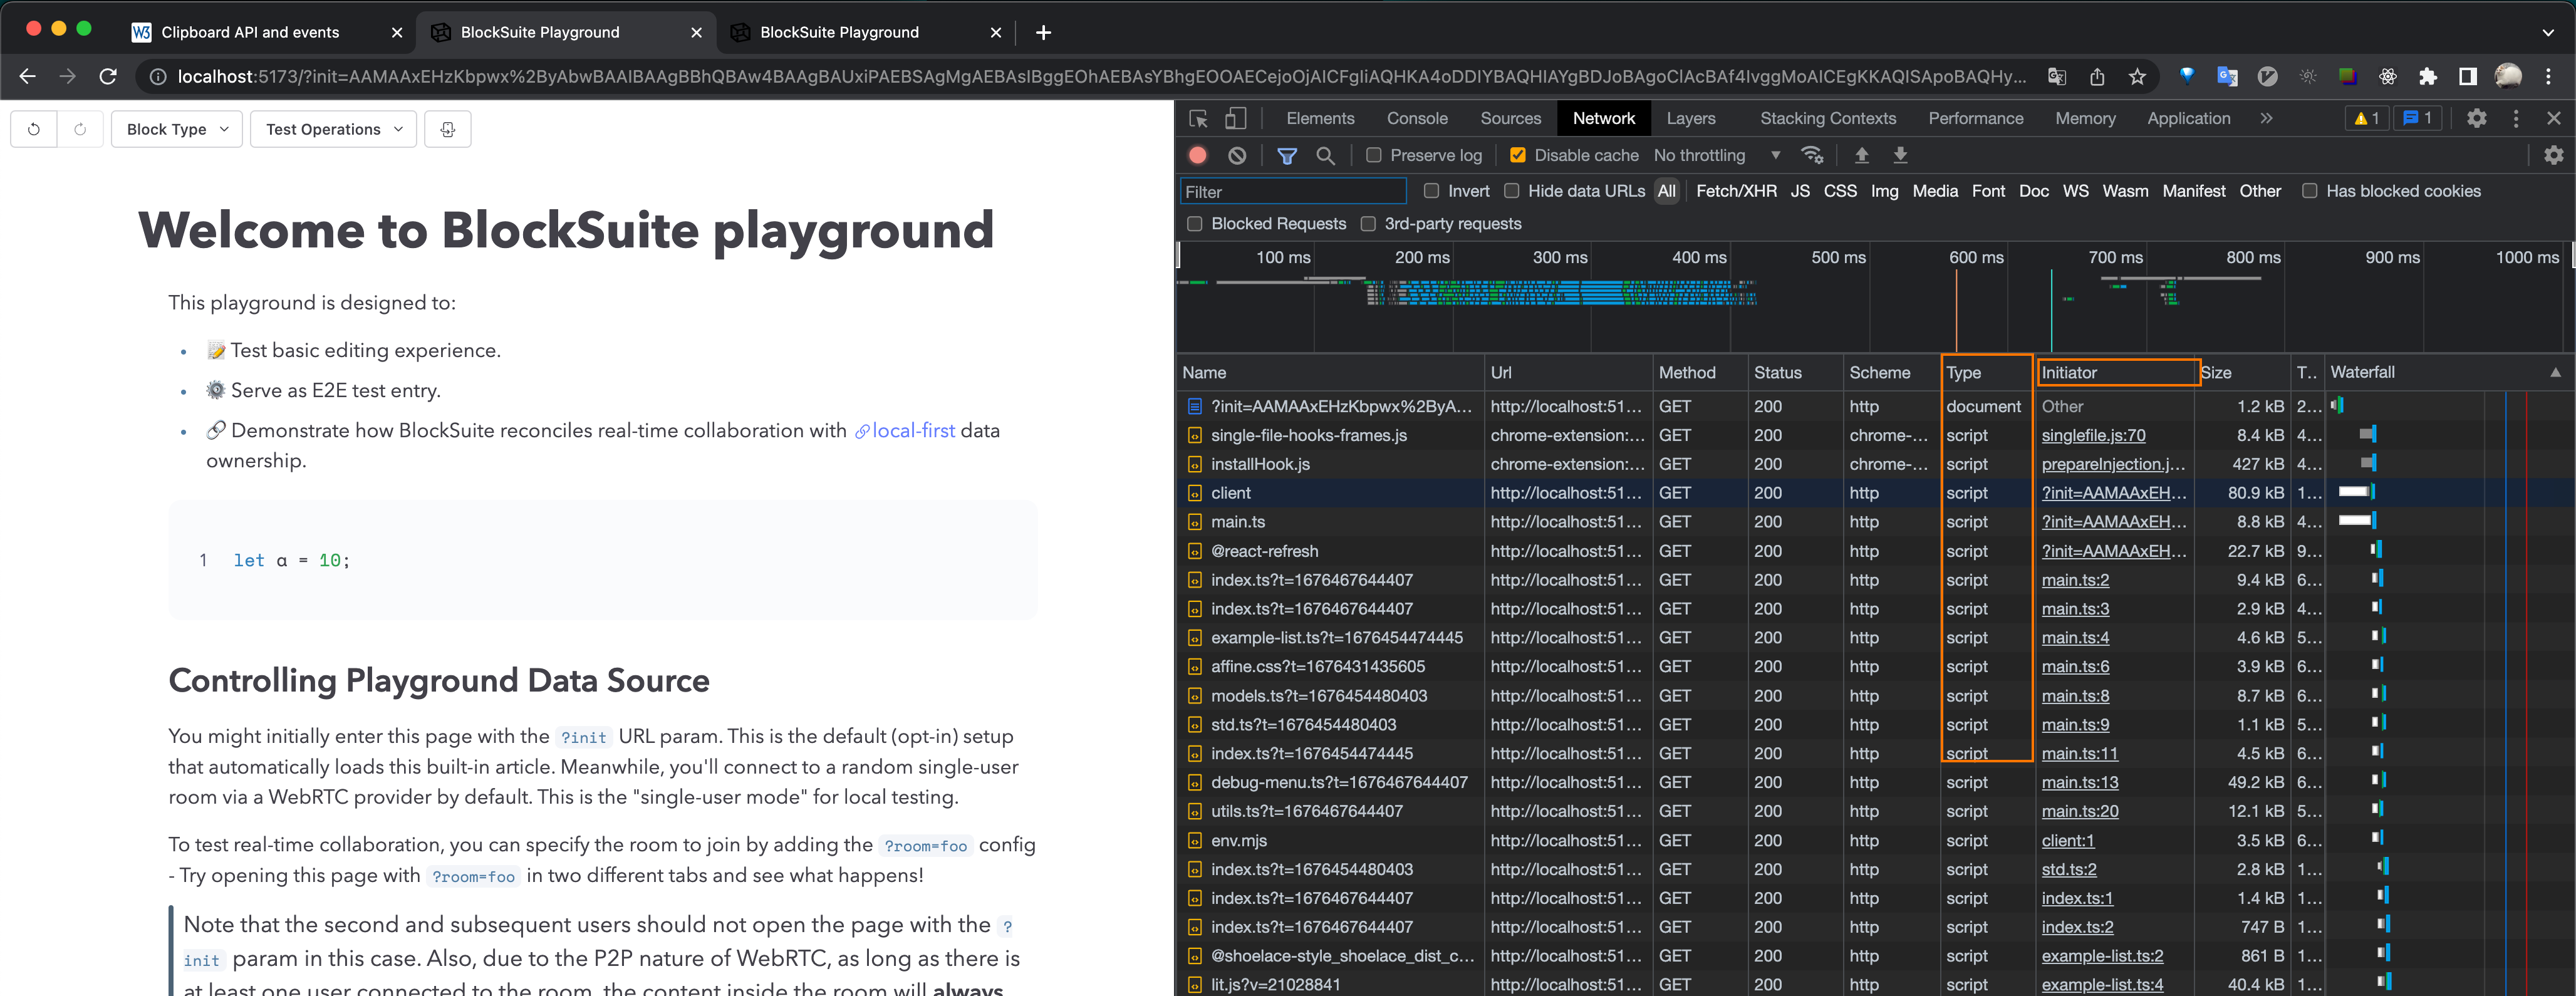 Clipboard API and events
BlockSuite Playground
BlockSuite Playground
localhost:5173/?init=AAMAAxEHzKbpwx%2ByAbwBAAIBAAgBBhQBAw4BAAgBAUxiPAEBSAgMgAEBAsIBggEOhAEBAsYBhgEOOAECejoOjAICFgIiAQHKA4oDDIYBAQHIAYgBDJoBAgoCIAcBAf4IvggMoAICEgKKAQISApoBAQHy...
Block Type
Test Operations
Welcome to BlockSuite playground
This playground is designed to:
• 📝 Test basic editing experience.
• ⚙️ Serve as E2E test entry.
• 🔗 Demonstrate how BlockSuite reconciles real-time collaboration with local-first data
ownership.
1 let a = 10;
Controlling Playground Data Source
You might initially enter this page with the ?init URL param. This is the default (opt-in) setup
that automatically loads this built-in article. Meanwhile, you'll connect to a random single-user
room via a WebRTC provider by default. This is the "single-user mode" for local testing.
To test real-time collaboration, you can specify the room to join by adding the ?room=foo config
- Try opening this page with ?room=foo in two different tabs and see what happens!
Note that the second and subsequent users should not open the page with the ?
init param in this case. Also, due to the P2P nature of WebRTC, as long as there is
at least one user connected to the room, the content inside the room will always
Elements Console Sources Network Layers Stacking Contexts Performance Memory Application » 1 1
Preserve log Disable cache No throttling
Filter Invert Hide data URLs All Fetch/XHR JS CSS Img Media Font Doc WS Wasm Manifest Other Has blocked cookies
Blocked Requests 3rd-party requests
100 ms 200 ms 300 ms 400 ms 500 ms 600 ms 700 ms 800 ms 900 ms 1000 ms
Name Url Method Status Scheme Type Initiator Size T.. Waterfall
?init=AAMAAxEHzKbpwx%2ByA... http://localhost:51... GET 200 http document Other 1.2 kB 2...
single-file-hooks-frames.js chrome-extension:... GET 200 chrome-... script singlefile.js:70 8.4 kB 4...
installHook.js chrome-extension:... GET 200 chrome-... script prepareInjection.j... 427 kB 4...
client http://localhost:51... GET 200 http script ?init=AAMAAxEH... 80.9 kB 1...
main.ts http://localhost:51... GET 200 http script ?init=AAMAAxEH... 8.8 kB 4...
@react-refresh http://localhost:51... GET 200 http script ?init=AAMAAxEH... 22.7 kB 9...
index.ts?t=1676467644407 http://localhost:51... GET 200 http script main.ts:2 9.4 kB 6...
index.ts?t=1676467644407 http://localhost:51... GET 200 http script main.ts:3 2.9 kB 4...
example-list.ts?t=1676454474445 http://localhost:51... GET 200 http script main.ts:4 4.6 kB 5...
affine.css?t=1676431435605 http://localhost:51... GET 200 http script main.ts:6 3.9 kB 6...
models.ts?t=1676454480403 http://localhost:51... GET 200 http script main.ts:8 8.7 kB 6...
std.ts?t=1676454480403 http://localhost:51... GET 200 http script main.ts:9 1.1 kB 5...
index.ts?t=1676454474445 http://localhost:51... GET 200 http script main.ts:11 4.5 kB 6...
debug-menu.ts?t=1676467644407 http://localhost:51... GET 200 http script main.ts:13 49.2 kB 6...
utils.ts?t=1676467644407 http://localhost:51... GET 200 http script main.ts:20 12.1 kB 5...
env.mjs http://localhost:51... GET 200 http script client:1 3.5 kB 6...
index.ts?t=1676454480403 http://localhost:51... GET 200 http script std.ts:2 2.8 kB 1...
index.ts?t=1676467644407 http://localhost:51... GET 200 http script index.ts:1 1.4 kB 1...
index.ts?t=1676467644407 http://localhost:51... GET 200 http script index.ts:2 747 B 1...
@shoelace-style_shoelace_dist_c... http://localhost:51... GET 200 http script example-list.ts:2 861 B 1...
lit.js?v=21028841 http://localhost:51... GET 200 http script example-list.ts:4 40.4 kB 1...